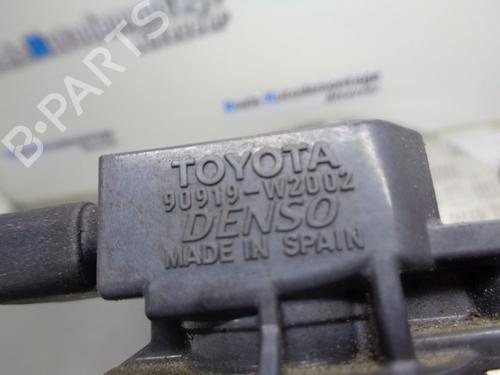 B-PARTS
TOYOTA
90919-W2002
DENSO
MADE IN SPAIN